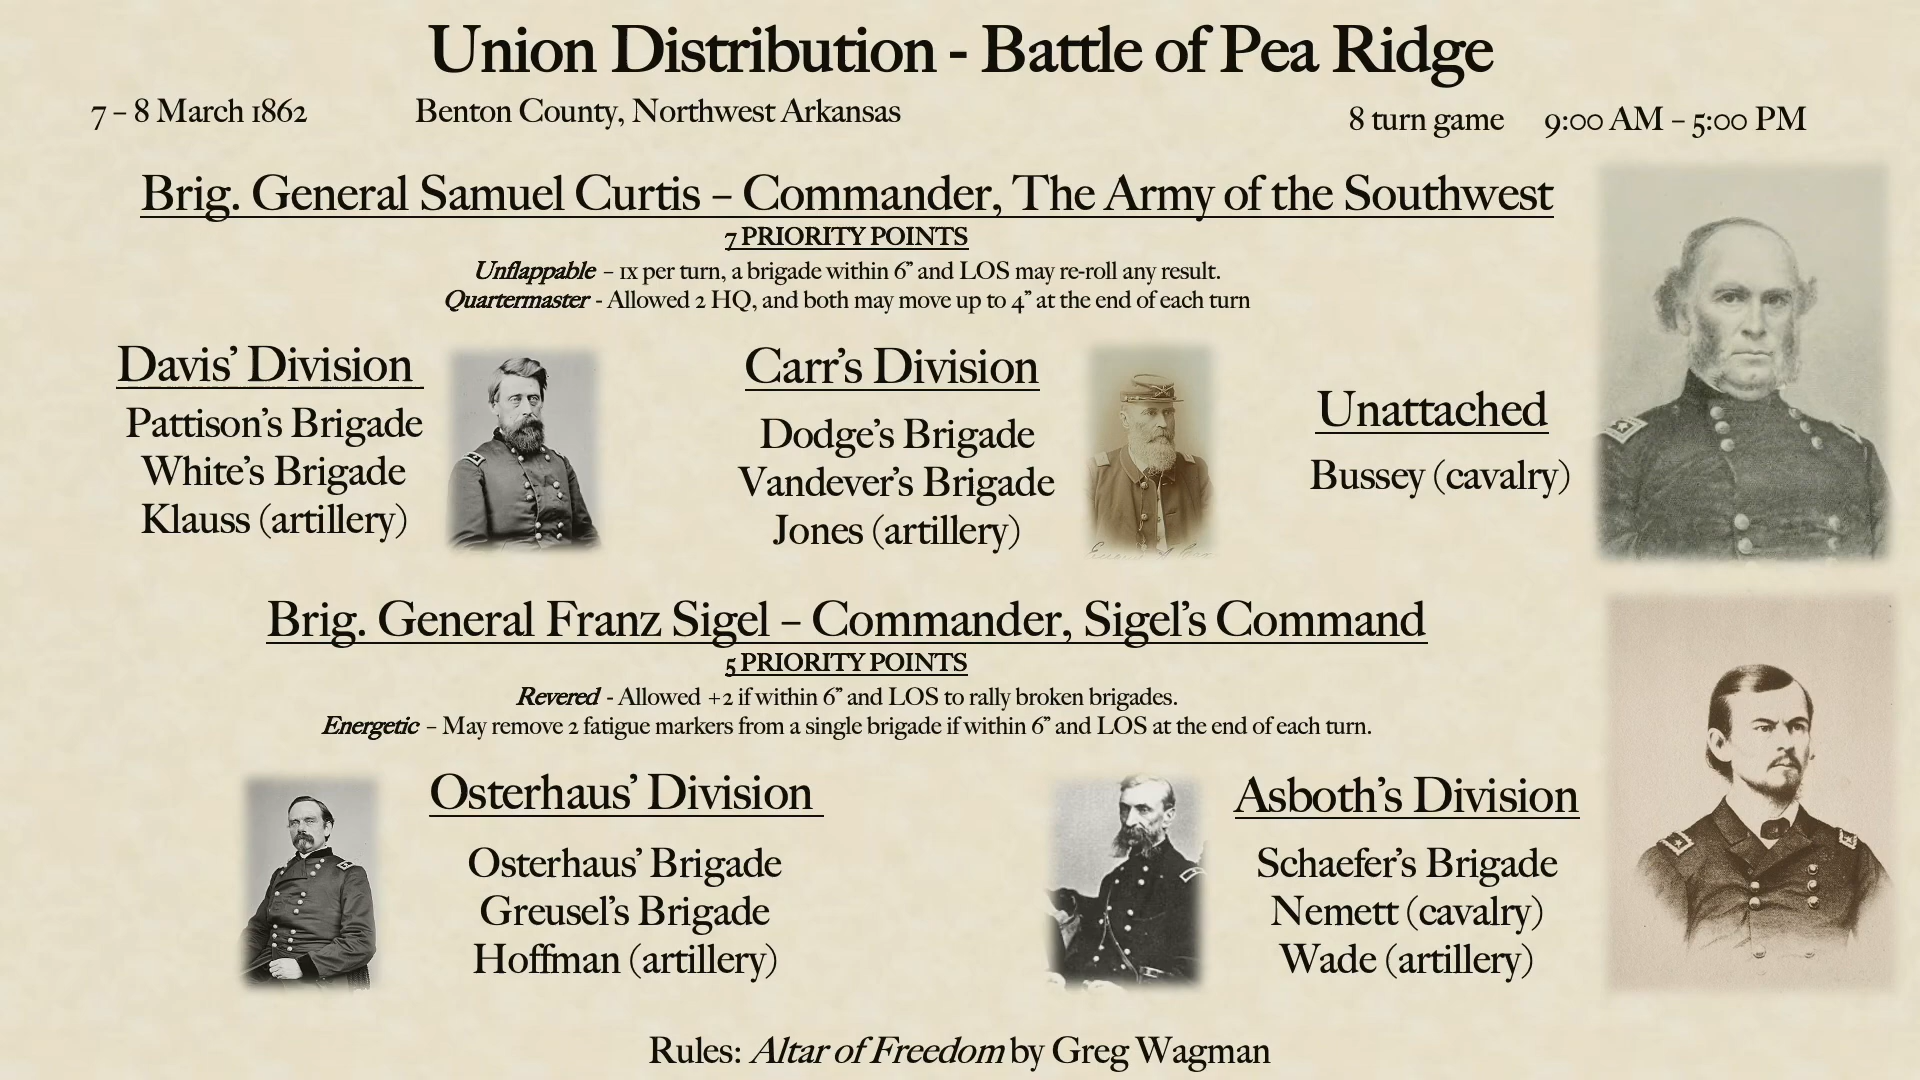 Union Distribution - Battle of Pea Ridge
7 – 8 March 1862
Benton County, Northwest Arkansas
8 turn game
9:00 AM – 5:00 PM
Brig. General Samuel Curtis – Commander, The Army of the Southwest
7 PRIORITY POINTS
Unflappable – 1x per turn, a brigade within 6” and LOS may re-roll any result.
Quartermaster - Allowed 2 HQ, and both may move up to 4” at the end of each turn
Davis’ Division
Pattison’s Brigade
White’s Brigade
Klauss (artillery)
Carr’s Division
Dodge’s Brigade
Vandever’s Brigade
Jones (artillery)
Unattached
Bussey (cavalry)
Brig. General Franz Sigel – Commander, Sigel’s Command
5 PRIORITY POINTS
Revered - Allowed +2 if within 6” and LOS to rally broken brigades.
Energetic – May remove 2 fatigue markers from a single brigade if within 6” and LOS at the end of each turn.
Osterhaus’ Division
Osterhaus’ Brigade
Greusel’s Brigade
Hoffman (artillery)
Asboth’s Division
Schaefer’s Brigade
Nemett (cavalry)
Wade (artillery)
Rules: Altar of Freedom by Greg Wagman